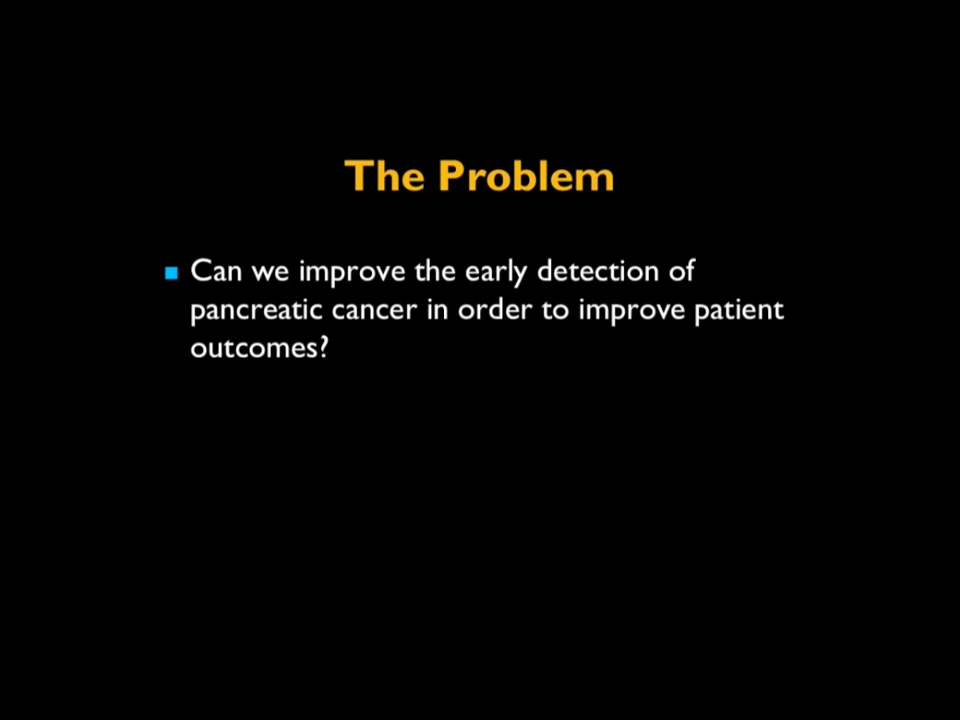 The Problem
Can we improve the early detection of
pancreatic cancer in order to improve patient
outcomes?